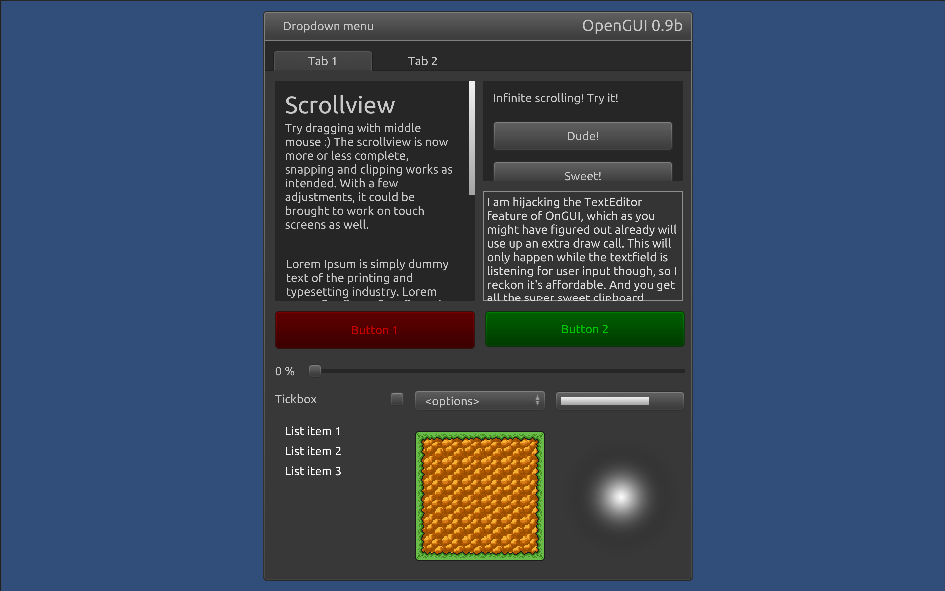 Dropdown menu
OpenGUI 0.9b
Tab 1
Tab 2
Scrollview
Try dragging with middle
mouse :) The scrollview is now
more or less complete,
snapping and clipping works as
intended. With a few
adjustments, it could be
brought to work on touch
screens as well.
Lorem Ipsum is simply dummy
text of the printing and
typesetting industry. Lorem
Infinite scrolling! Try it!
Dude!
Sweet!
I am hijacking the TextEditor
feature of OnGUI, which as you
might have figured out already will
use up an extra draw call. This will
only happen while the textfield is
listening for user input though, so I
reckon it's affordable. And you get
all the super sweet clipboard
Button 1
Button 2
0 %
Tickbox
<options>
List item 1
List item 2
List item 3